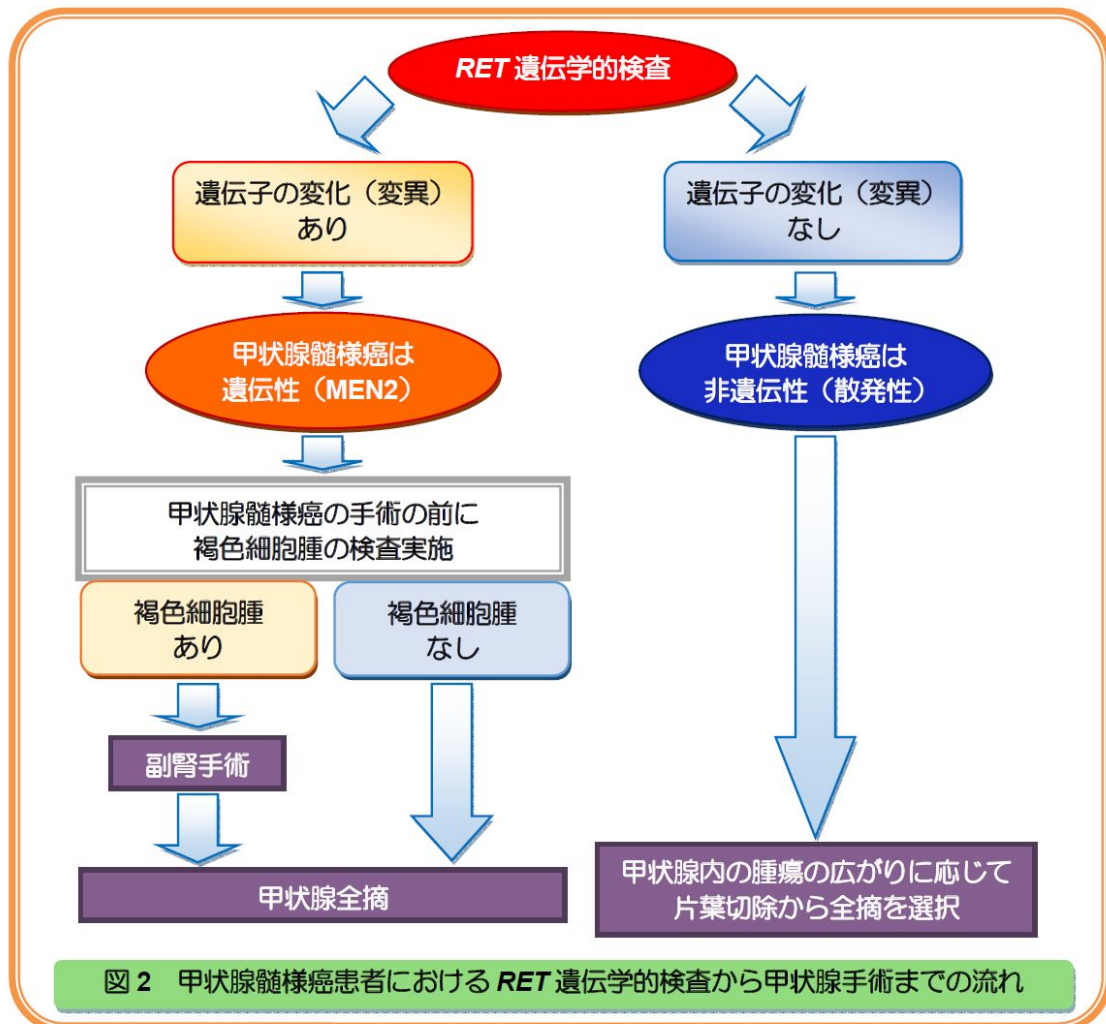 RET 遺伝学的検査
遺伝子の変化（変異）
あり
遺伝子の変化（変異）
なし
甲状腺髄様癌は
遺伝性（MEN2）
甲状腺髄様癌は
非遺伝性（散発性）
甲状腺髄様癌の手術の前に
褐色細胞腫の検査実施
褐色細胞腫
あり
褐色細胞腫
なし
副腎手術
甲状腺全摘
甲状腺内の腫瘍の広がりに応じて
片葉切除から全摘を選択
図 2　甲状腺髄様癌患者における RET 遺伝学的検査から甲状腺手術までの流れ